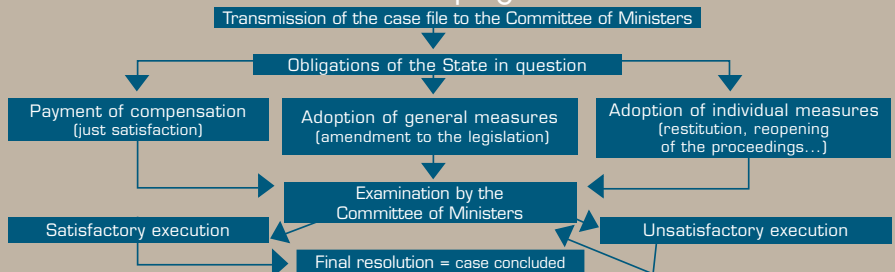 Transmission of the case file to the Committee of Ministers
Obligations of the State in question
Payment of compensation
(just satisfaction)
Adoption of general measures
(amendment to the legislation)
Adoption of individual measures
(restitution, reopening
of the proceedings...)
Examination by the
Committee of Ministers
Satisfactory execution
Unsatisfactory execution
Final resolution = case concluded